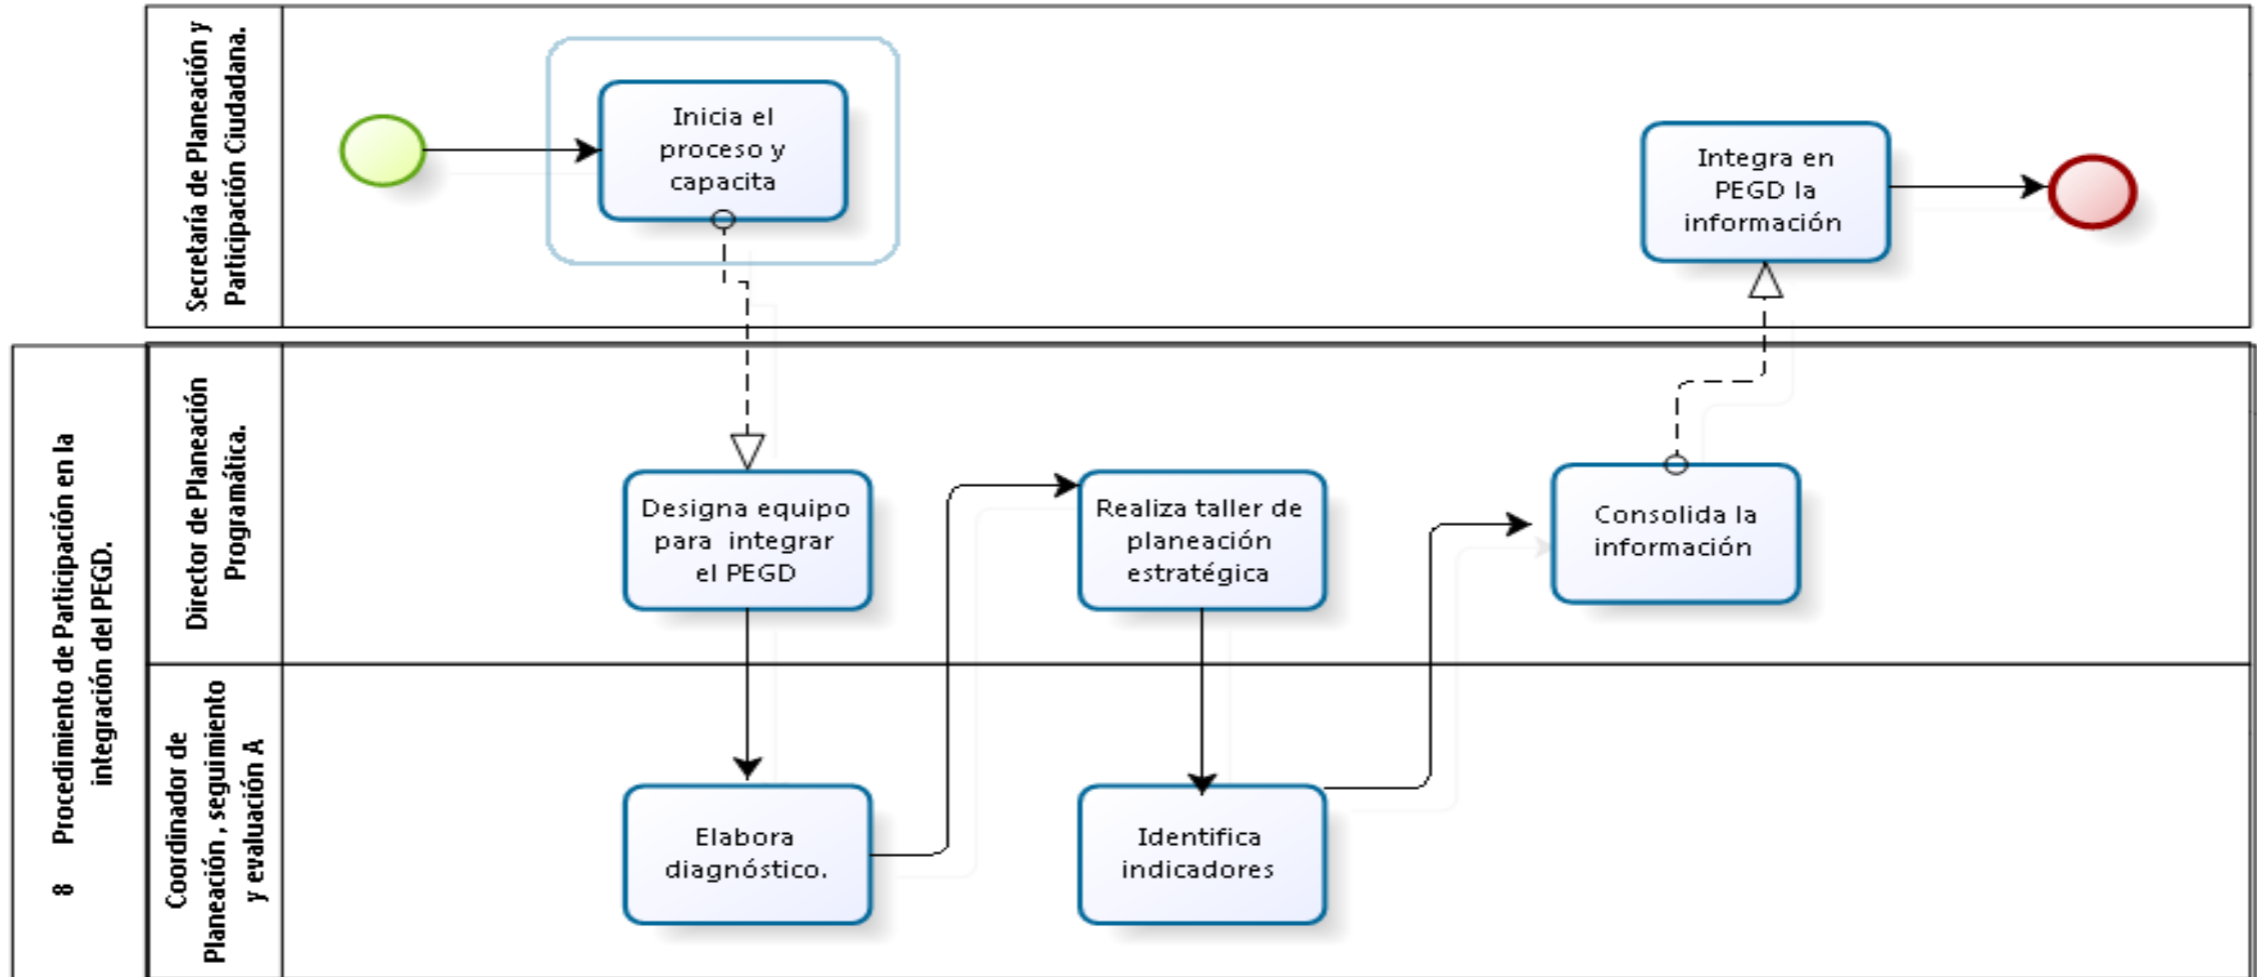 Secretaría de Planeación y
Participación Ciudadana.
Inicia el
proceso y
capacita
Integra en
PEGD la
información
8 Procedimiento de Participación en la
integración del PEGD.
Director de Planeación
Programática.
Designa equipo
para integrar
el PEGD
Realiza taller de
planeación
estratégica
Consolida la
información
Coordinador de
Planeación , seguimiento
y evaluación A
Elabora
diagnóstico.
Identifica
indicadores